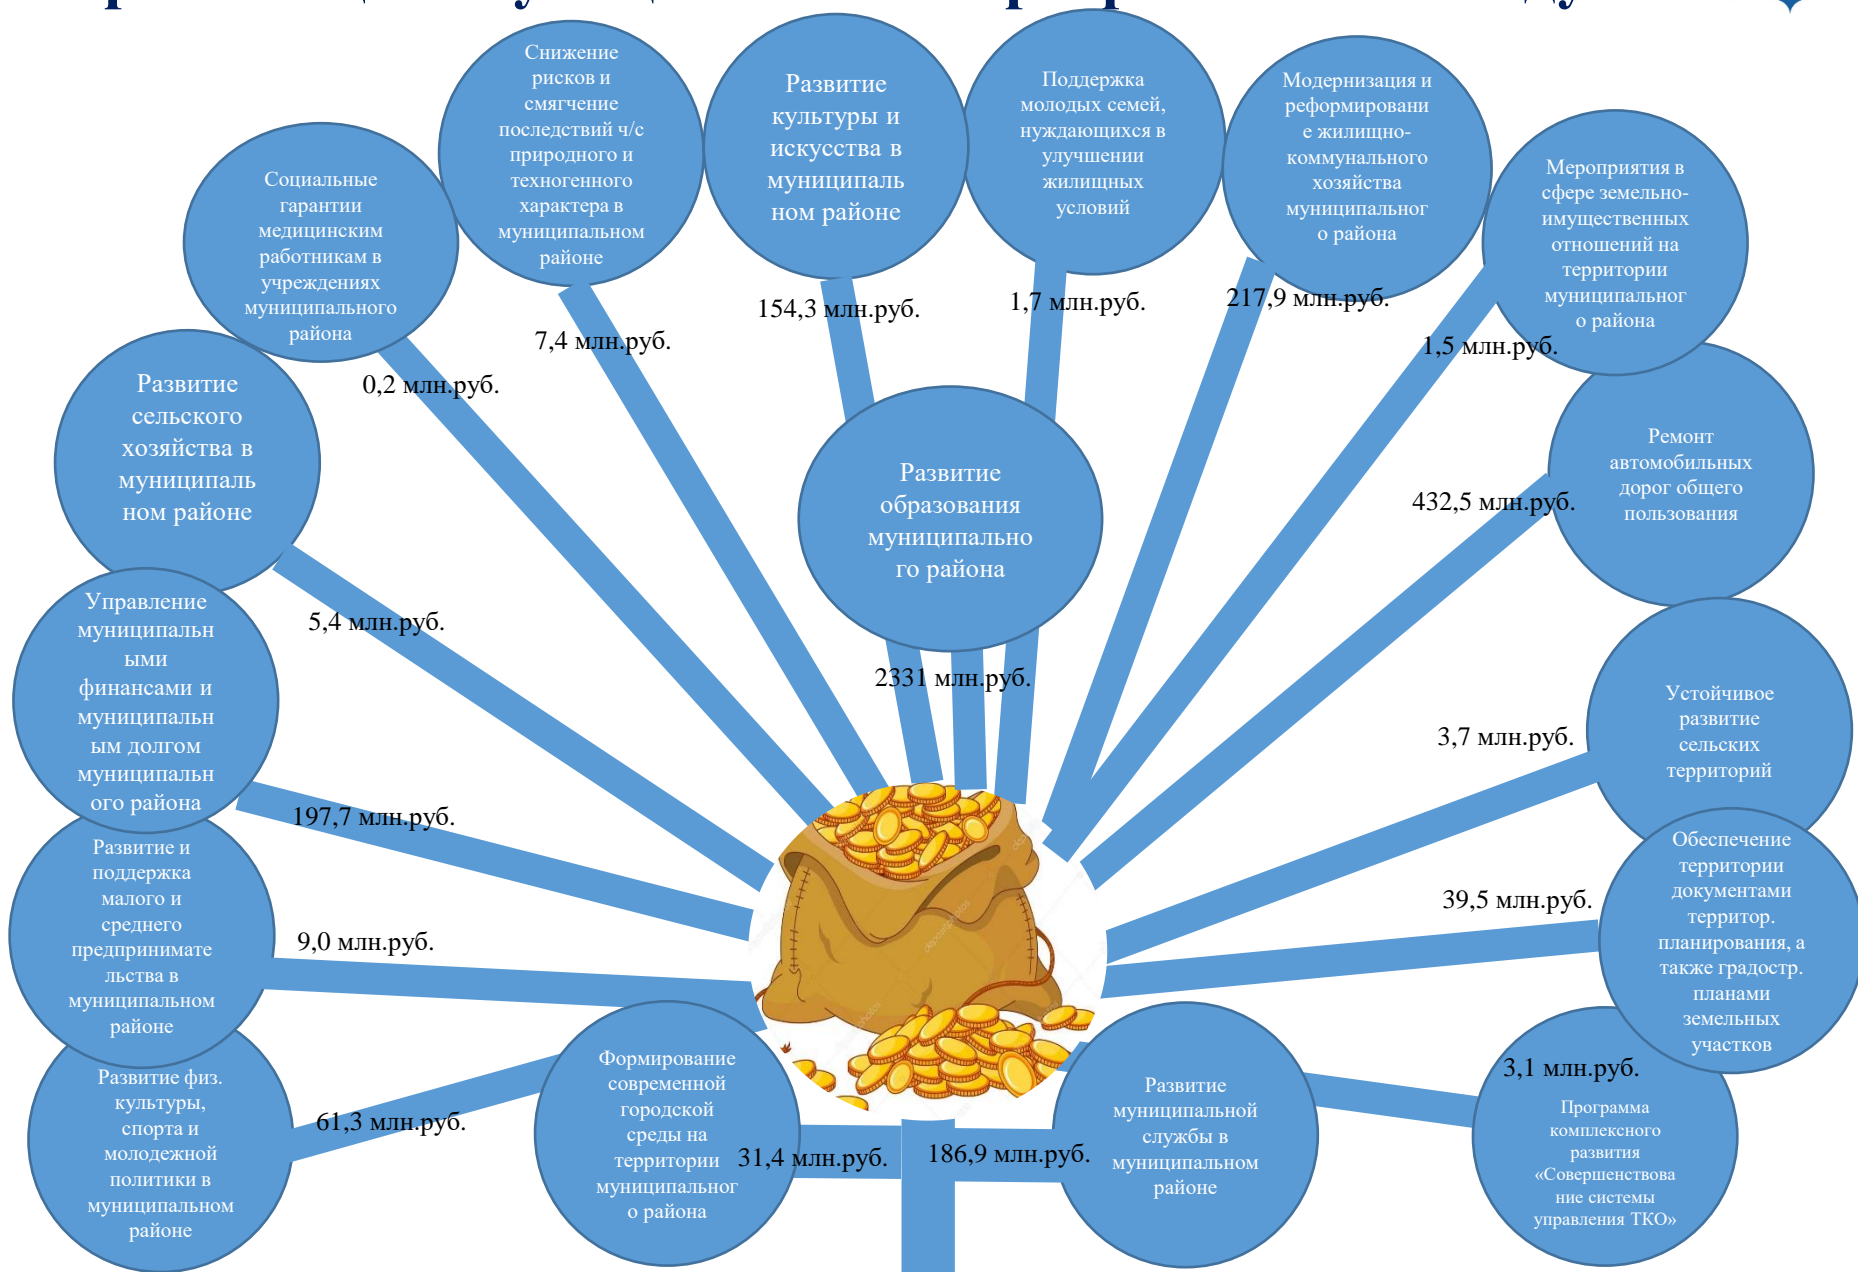 Снижение
рисков и
смягчение
последствий ч/с
природного и
техногенного
характера в
муниципальном
районе
Развитие
культуры и
искусства в
муниципаль
ном районе
Поддержка
молодых семей,
нуждающихся в
улучшении
жилищных
условий
Модернизация и
реформировани
е жилищно-
коммунального
хозяйства
муниципальног
о района
Социальные
гарантии
медицинским
работникам в
учреждениях
муниципального
района
Мероприятия в
сфере земельно-
имущественных
отношений на
территории
муниципальног
о района
154,3 млн.руб.
1,7 млн.руб.
217,9 млн.руб.
7,4 млн.руб.
1,5 млн.руб.
0,2 млн.руб.
Развитие
сельского
хозяйства в
муниципаль
ном районе
Развитие
образования
муниципально
го района
Ремонт
автомобильных
дорог общего
пользования
432,5 млн.руб.
5,4 млн.руб.
2331 млн.руб.
Управление
муниципальн
ыми
финансами и
муниципальн
ым долгом
муниципальн
ого района
Устойчивое
развитие
сельских
территорий
3,7 млн.руб.
197,7 млн.руб.
Развитие и
поддержка
малого и
среднего
предпринимате
льства в
муниципальном
районе
9,0 млн.руб.
39,5 млн.руб.
Обеспечение
территории
документами
территор.
планирования, а
также градостр.
планами
земельных
участков
depositphotos
Развитие физ.
культуры,
спорта и
молодежной
политики в
муниципальном
районе
61,3 млн.руб.
Формирование
современной
городской
среды на
территории
муниципальног
о района
31,4 млн.руб.
186,9 млн.руб.
Развитие
муниципальной
службы в
муниципальном
районе
3,1 млн.руб.
Программа
комплексного
развития
«Совершенствова
ние системы
управления ТКО»